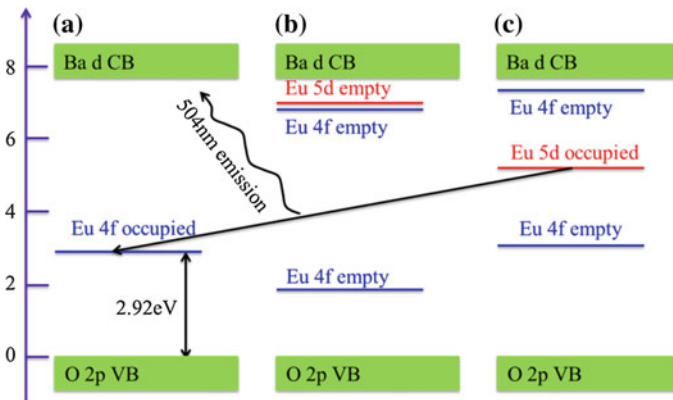 (a)
(b)
(c)
8
6
4
2
0
Ba d CB
504nm emission
Eu 4f occupied
2.92eV
O 2p VB
Ba d CB
Eu 5d empty
Eu 4f empty
Eu 4f empty
O 2p VB
Ba d CB
Eu 4f empty
Eu 5d occupied
Eu 4f empty
O 2p VB